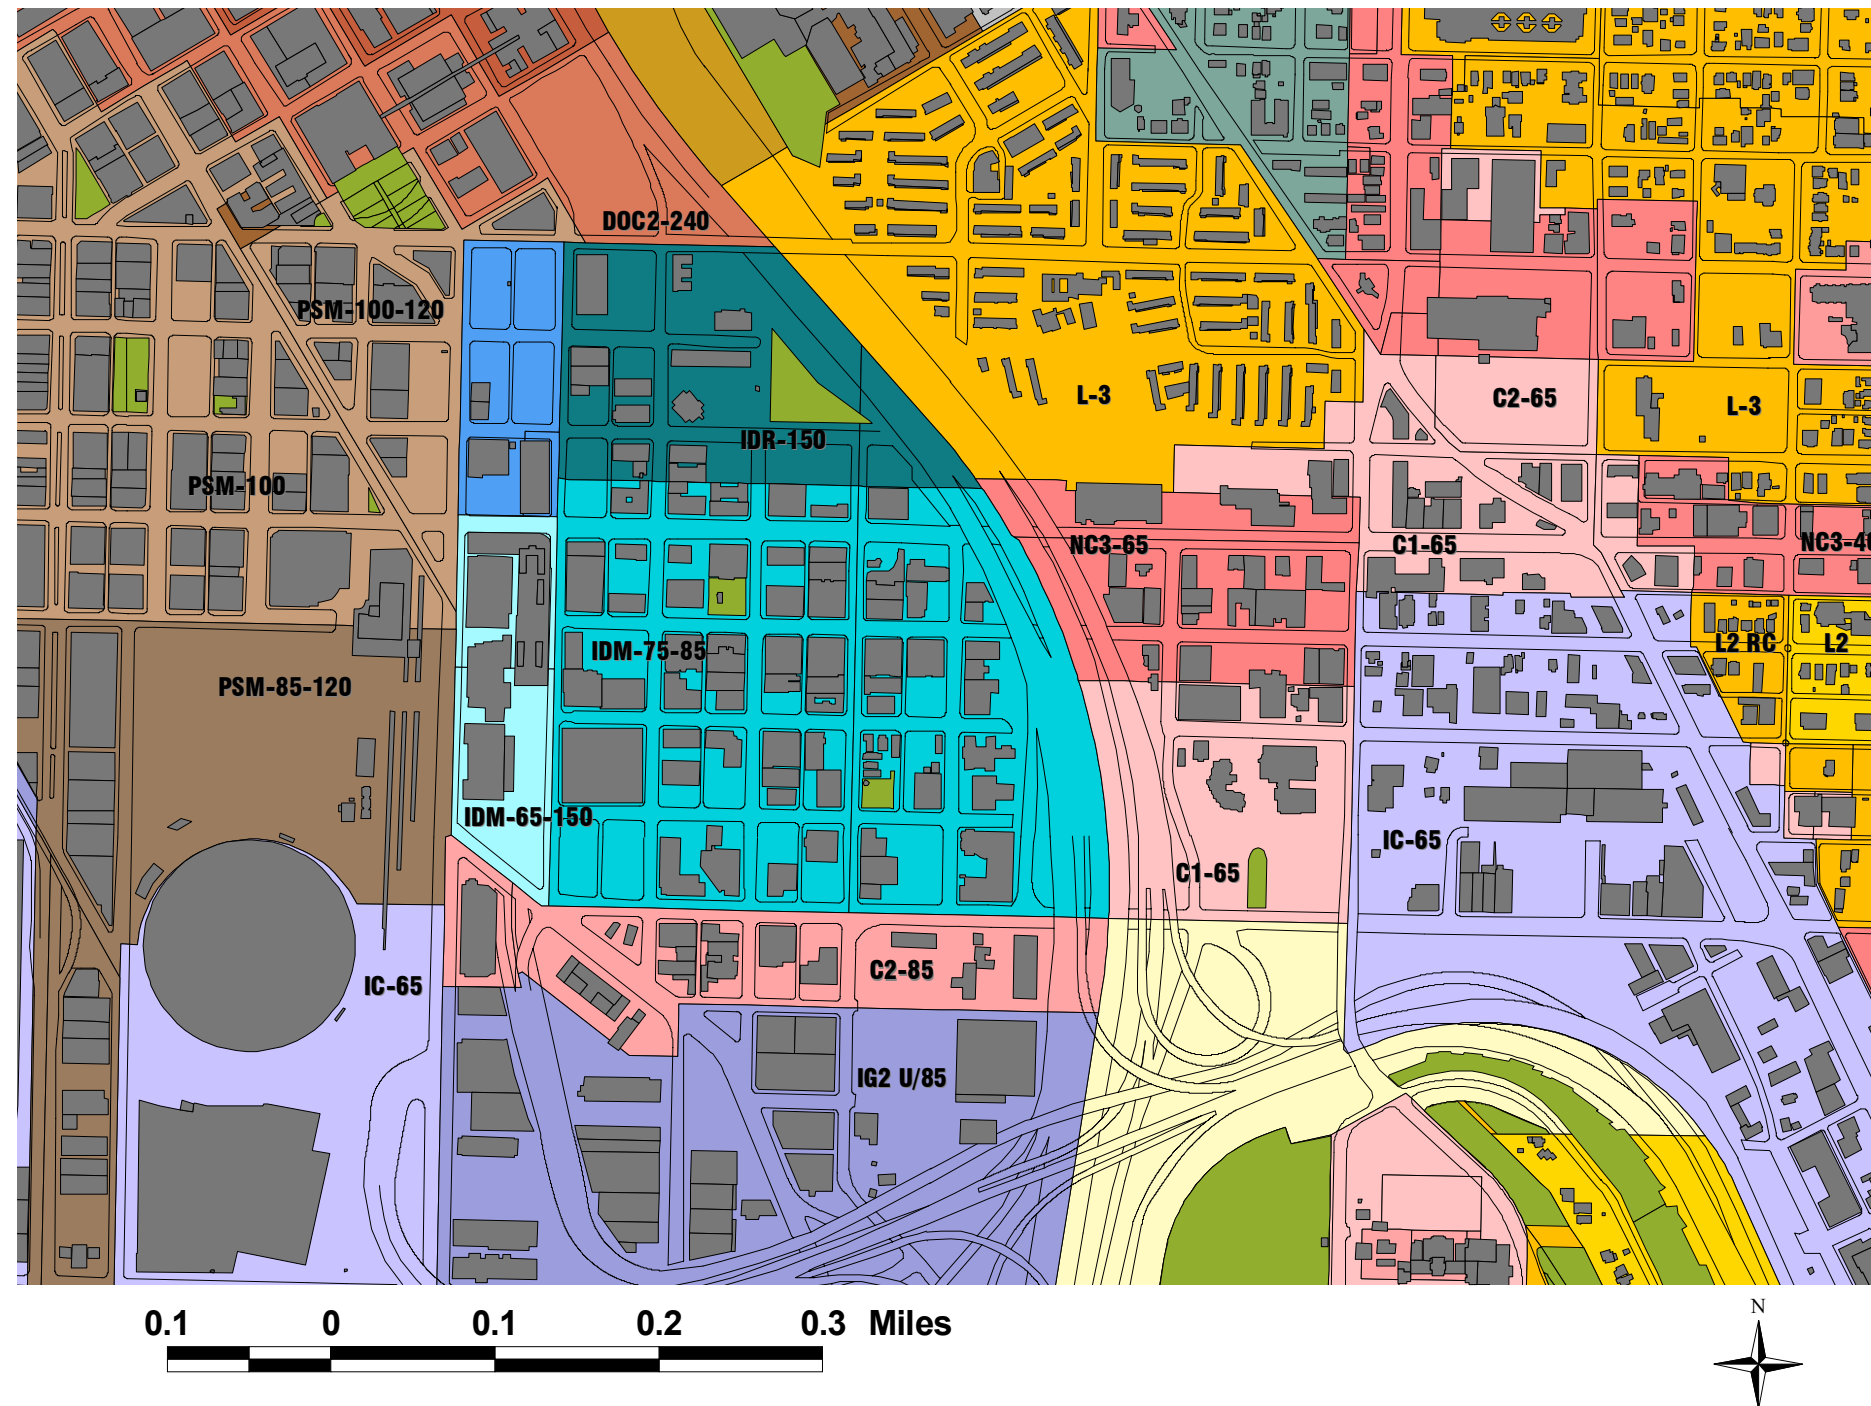 DOC2-240
PSM-100-120
L-3
C2-65
L-3
IDR-150
PSM-100
NC3-65
C1-65
NC3-4
L2 RC
L2
IDM-75-85
PSM-85-120
IDM-65-150
IC-65
C1-65
C2-85
IC-65
IG2 U/85
0.1 0 0.1 0.2 0.3 Miles
N